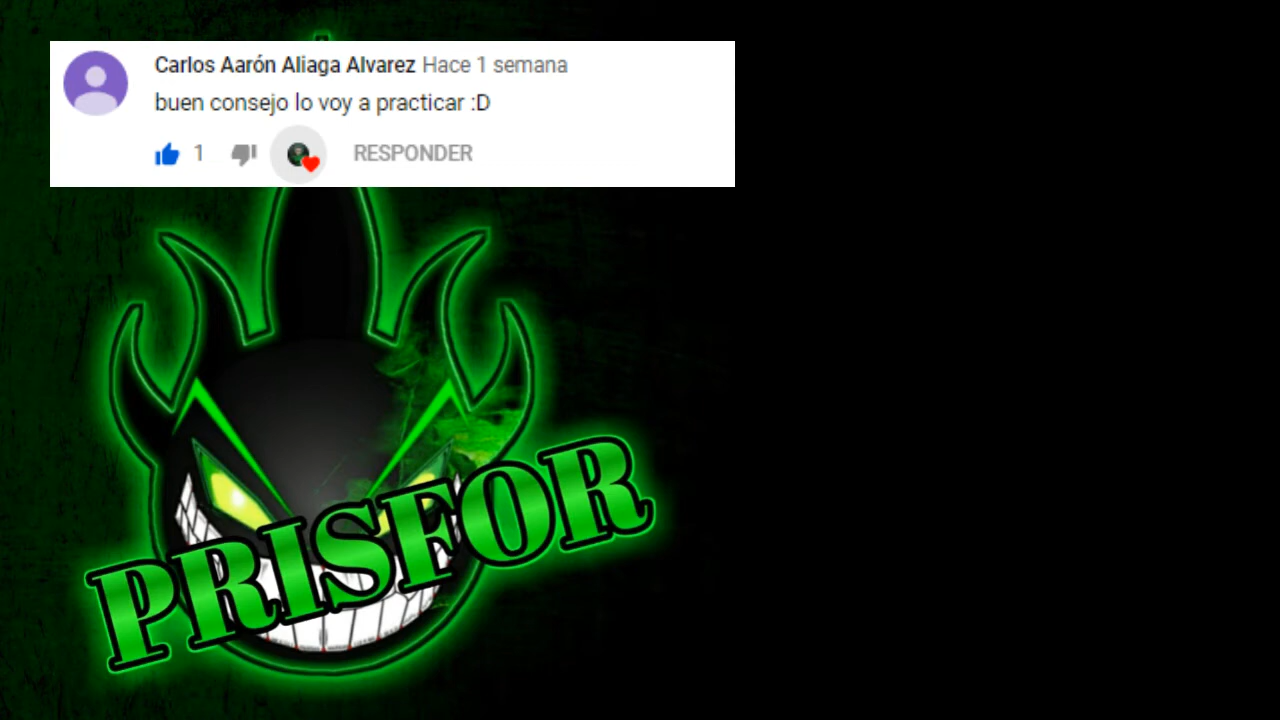 Carlos Aarón Aliaga Alvarez Hace 1 semana
buen consejo lo voy a practicar :D
1 RESPONDER
PRISFOR